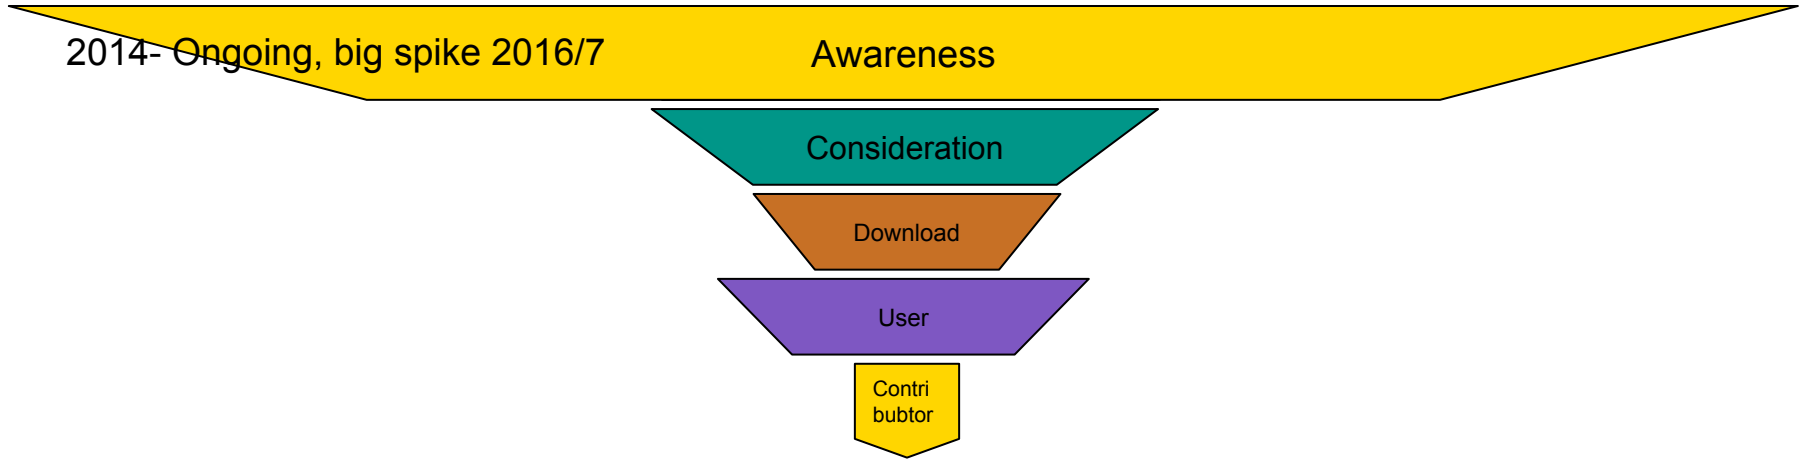 2014- Ongoing, big spike 2016/7
Awareness
Consideration
Download
User
Contri
bubtor